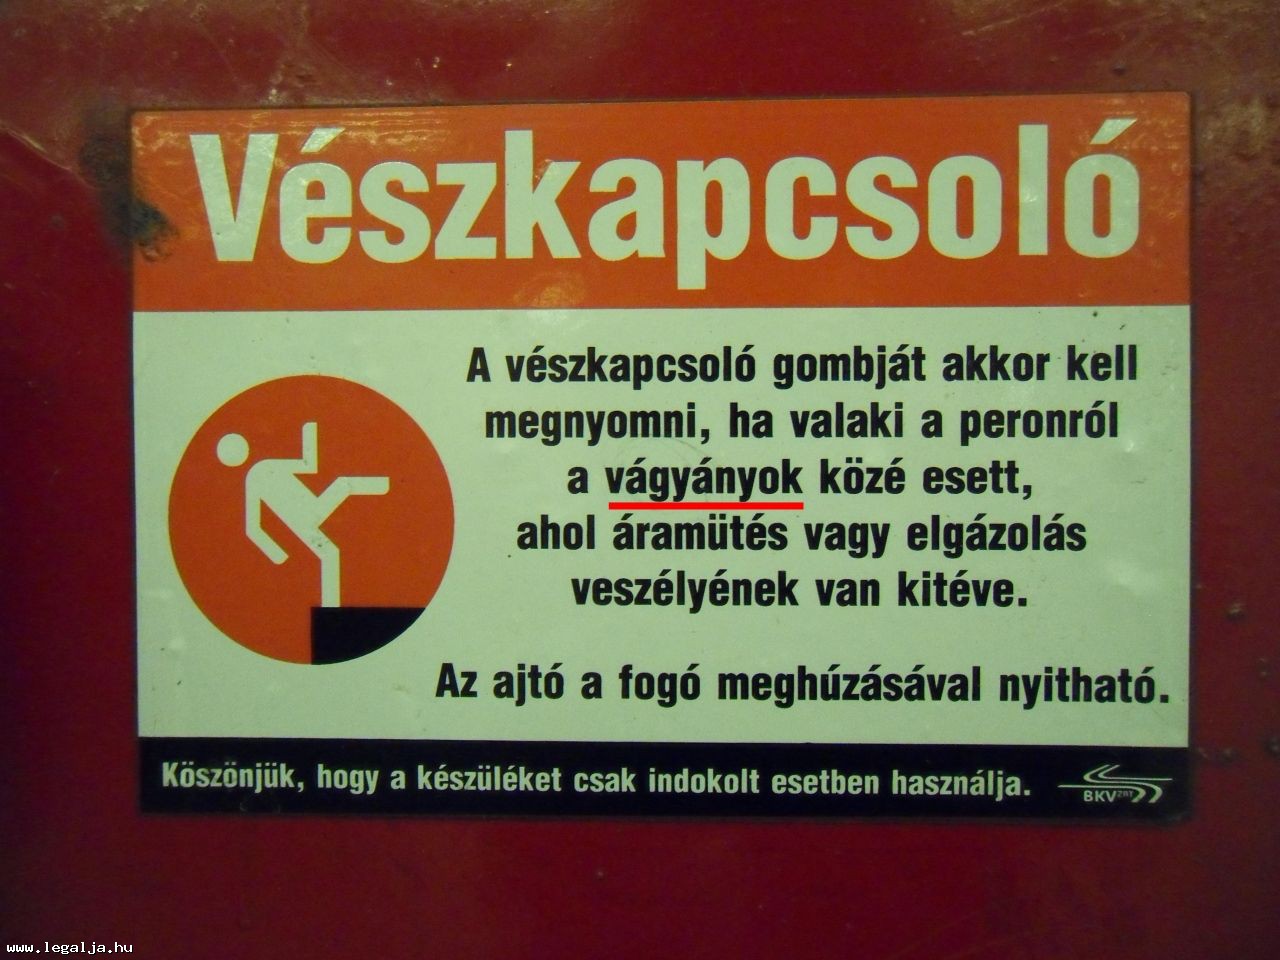 Vészkapcsoló
A vészkapcsoló gombját akkor kell
megnyomni, ha valaki a peronról
a vágyányok közé esett,
ahol áramütés vagy elgázolás
veszélyének van kitéve.
Az ajtó a fogó meghúzásával nyitható.
Köszönjük, hogy a készüléket csak indokolt esetben használja.
BKV ZRT
www.legalja.hu